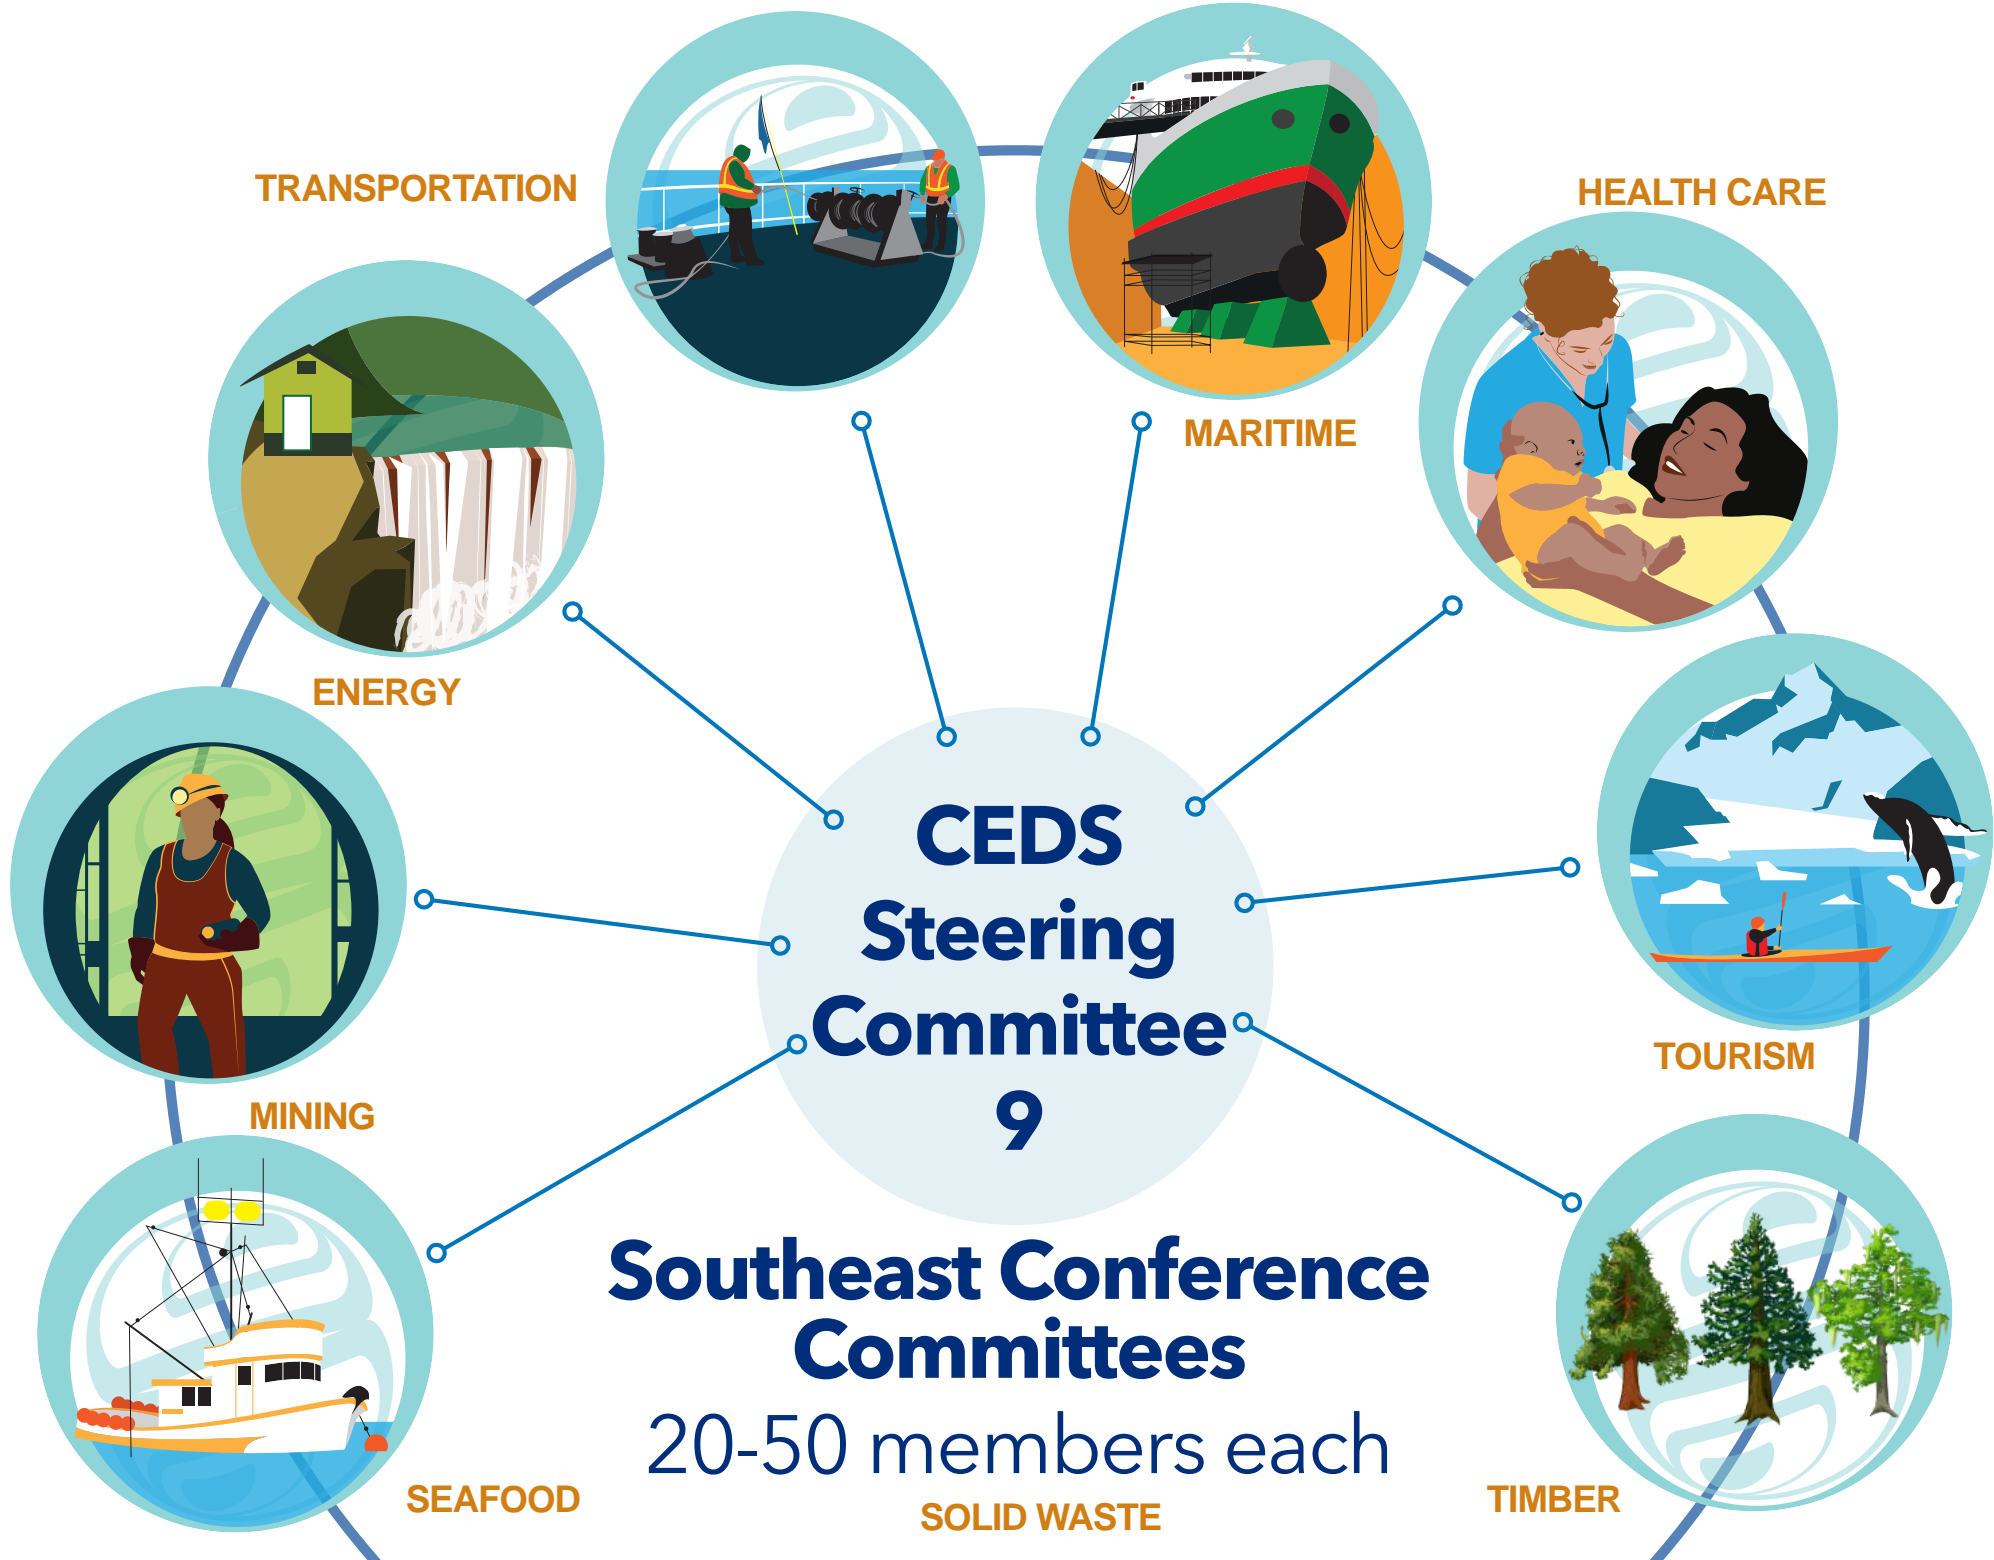 TRANSPORTATION
HEALTH CARE
MARITIME
ENERGY
CEDS
Steering
Committee
9
TOURISM
MINING
Southeast Conference
Committees
20-50 members each
SEAFOOD
SOLID WASTE
TIMBER